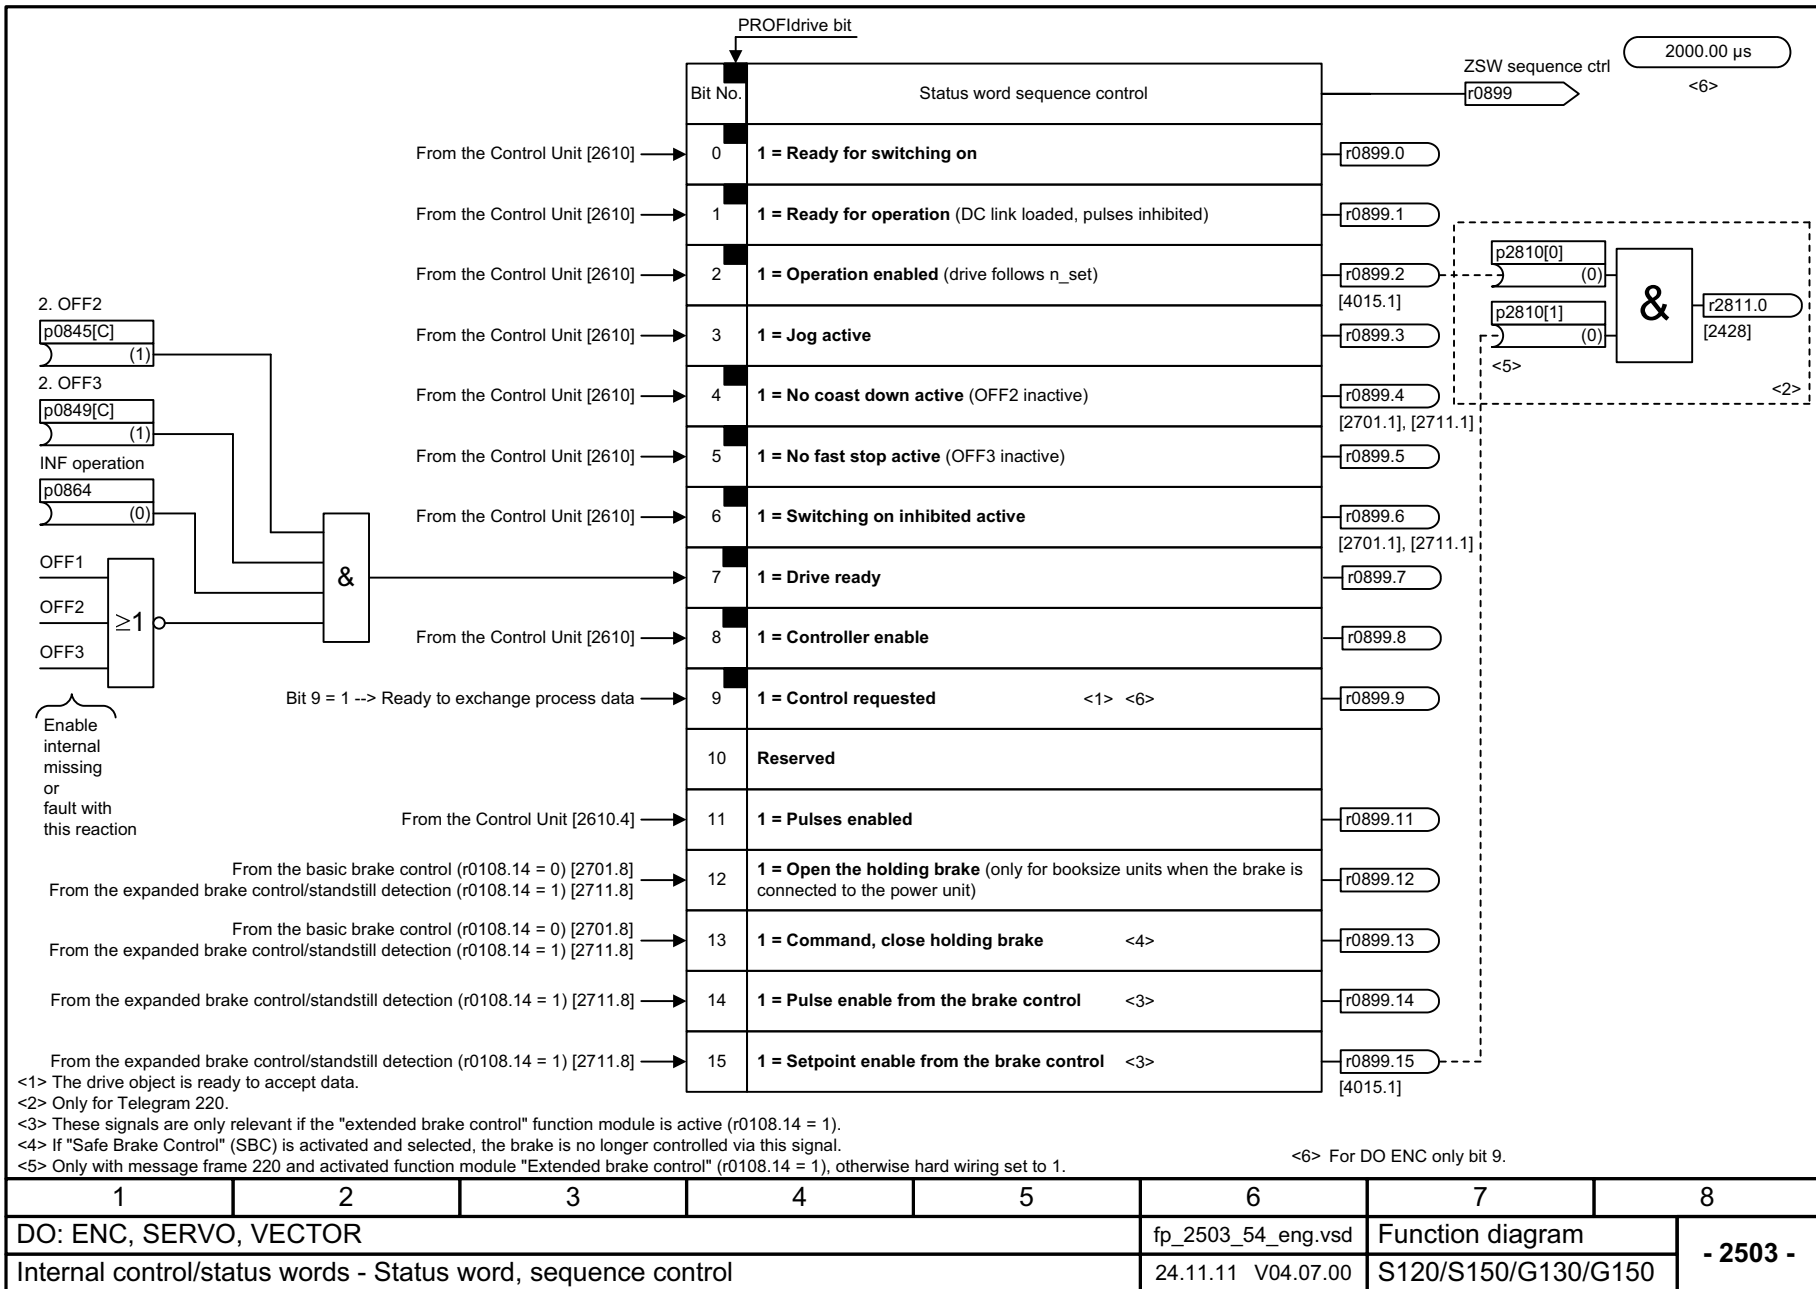 PROFIdrive bit
2000.00 µs
<6>
ZSW sequence ctrl
r0899
Bit No.
Status word sequence control
From the Control Unit [2610]
0
1 = Ready for switching on
r0899.0
From the Control Unit [2610]
1
1 = Ready for operation (DC link loaded, pulses inhibited)
r0899.1
From the Control Unit [2610]
2
1 = Operation enabled (drive follows n_set)
r0899.2
[4015.1]
p2810[0]
(0)
p2810[1]
(0)
<5>
&
r2811.0
[2428]
<2>
2. OFF2
p0845[C]
(1)
From the Control Unit [2610]
3
1 = Jog active
r0899.3
2. OFF3
p0849[C]
(1)
From the Control Unit [2610]
4
1 = No coast down active (OFF2 inactive)
r0899.4
[2701.1], [2711.1]
INF operation
p0864
(0)
From the Control Unit [2610]
5
1 = No fast stop active (OFF3 inactive)
r0899.5
From the Control Unit [2610]
6
1 = Switching on inhibited active
r0899.6
[2701.1], [2711.1]
OFF1
OFF2
OFF3
≥1
&
7
1 = Drive ready
r0899.7
From the Control Unit [2610]
8
1 = Controller enable
r0899.8
Enable
internal
missing
or
fault with
this reaction
Bit 9 = 1 --> Ready to exchange process data
9
1 = Control requested <1> <6>
r0899.9
10
Reserved
From the Control Unit [2610.4]
11
1 = Pulses enabled
r0899.11
From the basic brake control (r0108.14 = 0) [2701.8]
From the expanded brake control/standstill detection (r0108.14 = 1) [2711.8]
12
1 = Open the holding brake (only for booksize units when the brake is
connected to the power unit)
r0899.12
From the basic brake control (r0108.14 = 0) [2701.8]
From the expanded brake control/standstill detection (r0108.14 = 1) [2711.8]
13
1 = Command, close holding brake <4>
r0899.13
From the expanded brake control/standstill detection (r0108.14 = 1) [2711.8]
14
1 = Pulse enable from the brake control <3>
r0899.14
From the expanded brake control/standstill detection (r0108.14 = 1) [2711.8]
15
1 = Setpoint enable from the brake control <3>
r0899.15
[4015.1]
<1> The drive object is ready to accept data.
<2> Only for Telegram 220.
<3> These signals are only relevant if the "extended brake control" function module is active (r0108.14 = 1).
<4> If "Safe Brake Control" (SBC) is activated and selected, the brake is no longer controlled via this signal.
<5> Only with message frame 220 and activated function module "Extended brake control" (r0108.14 = 1), otherwise hard wiring set to 1.
<6> For DO ENC only bit 9.
1 2 3 4 5 6 7 8
DO: ENC, SERVO, VECTOR
fp_2503_54_eng.vsd
Function diagram
- 2503 -
Internal control/status words - Status word, sequence control
24.11.11 V04.07.00
S120/S150/G130/G150